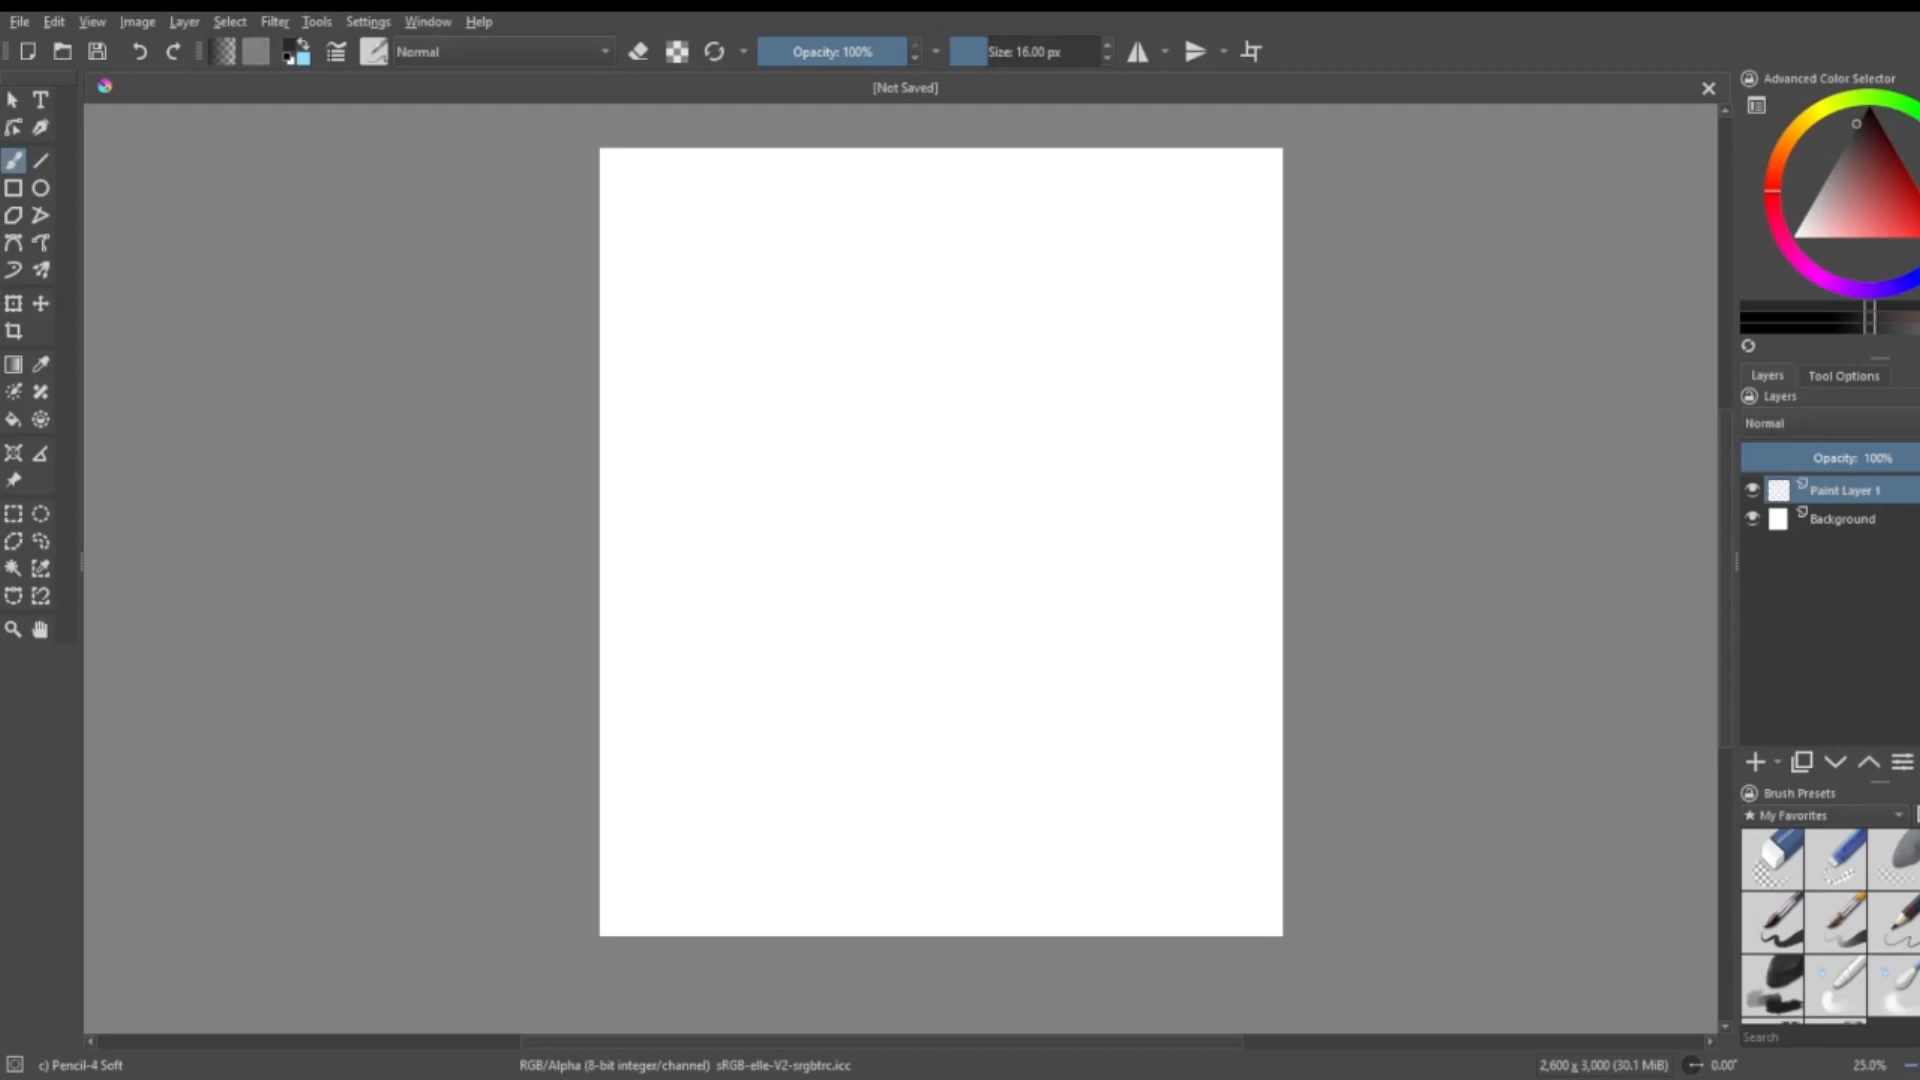 File Edit View Image Layer Select Filter Tools Settings Window Help
Normal Opacity: 100% Size: 16.00 px
[Not Saved]
Advanced Color Selector
Layers Tool Options
Layers
Normal
Opacity: 100%
Paint Layer 1
Background
Brush Presets
My Favorites
Search
c) Pencil-4 Soft RGB/Alpha (8-bit integer/channel) sRGB-elle-V2-srgbtrc.icc 2,600 x 3,000 (30.1 MiB) 0.00° 25.0%